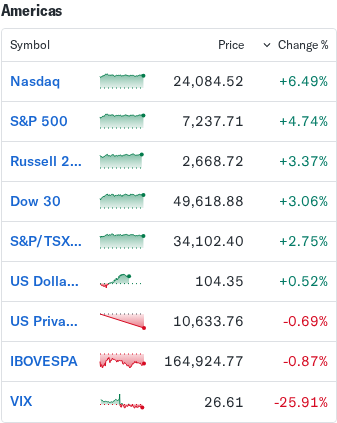 Americas
Symbol Price Change %
Nasdaq 24,084.52 +6.49%
S&P 500 7,237.71 +4.74%
Russell 2... 2,668.72 +3.37%
Dow 30 49,618.88 +3.06%
S&P/TSX... 34,102.40 +2.75%
US Dolla... 104.35 +0.52%
US Priva... 10,633.76 -0.69%
IBOVESPA 164,924.77 -0.87%
VIX 26.61 -25.91%